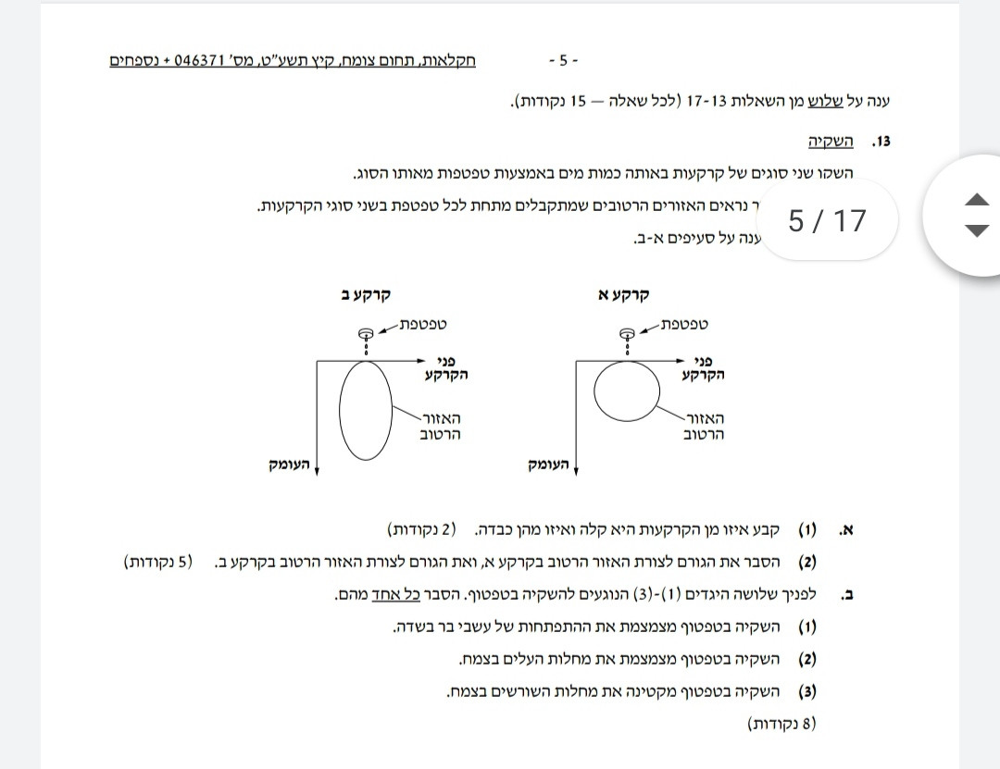 חקלאות, תחום צומח, קיץ תשע"ט, מס' 046371 + נספחים
- 5 -
ענה על שלוש מן השאלות 17-13 (לכל שאלה — 15 נקודות).
13. השקיה
השקו שני סוגים של קרקעות באותה כמות מים באמצעות טפטפות מאותו הסוג.
נראים האזורים הרטובים שמתקבלים מתחת לכל טפטפת בשני סוגי הקרקעות.
5 / 17
ענה על סעיפים א-ב.
קרקע א
קרקע ב
טפטפת
טפטפת
פני
הקרקע
פני
הקרקע
האזור
הרטוב
האזור
הרטוב
העומק
העומק
א. (1) קבע איזו מן הקרקעות היא קלה ואיזו מהן כבדה. (2 נקודות)
(2) הסבר את הגורם לצורת האזור הרטוב בקרקע א, ואת הגורם לצורת האזור הרטוב בקרקע ב. (5 נקודות)
ב. לפניך שלושה היגדים (1)-(3) הנוגעים להשקיה בטפטוף. הסבר כל אחד מהם.
(1) השקיה בטפטוף מצמצמת את ההתפתחות של עשבי בר בשדה.
(2) השקיה בטפטוף מצמצמת את מחלות העלים בצמח.
(3) השקיה בטפטוף מקטינה את מחלות השורשים בצמח.
(8 נקודות)